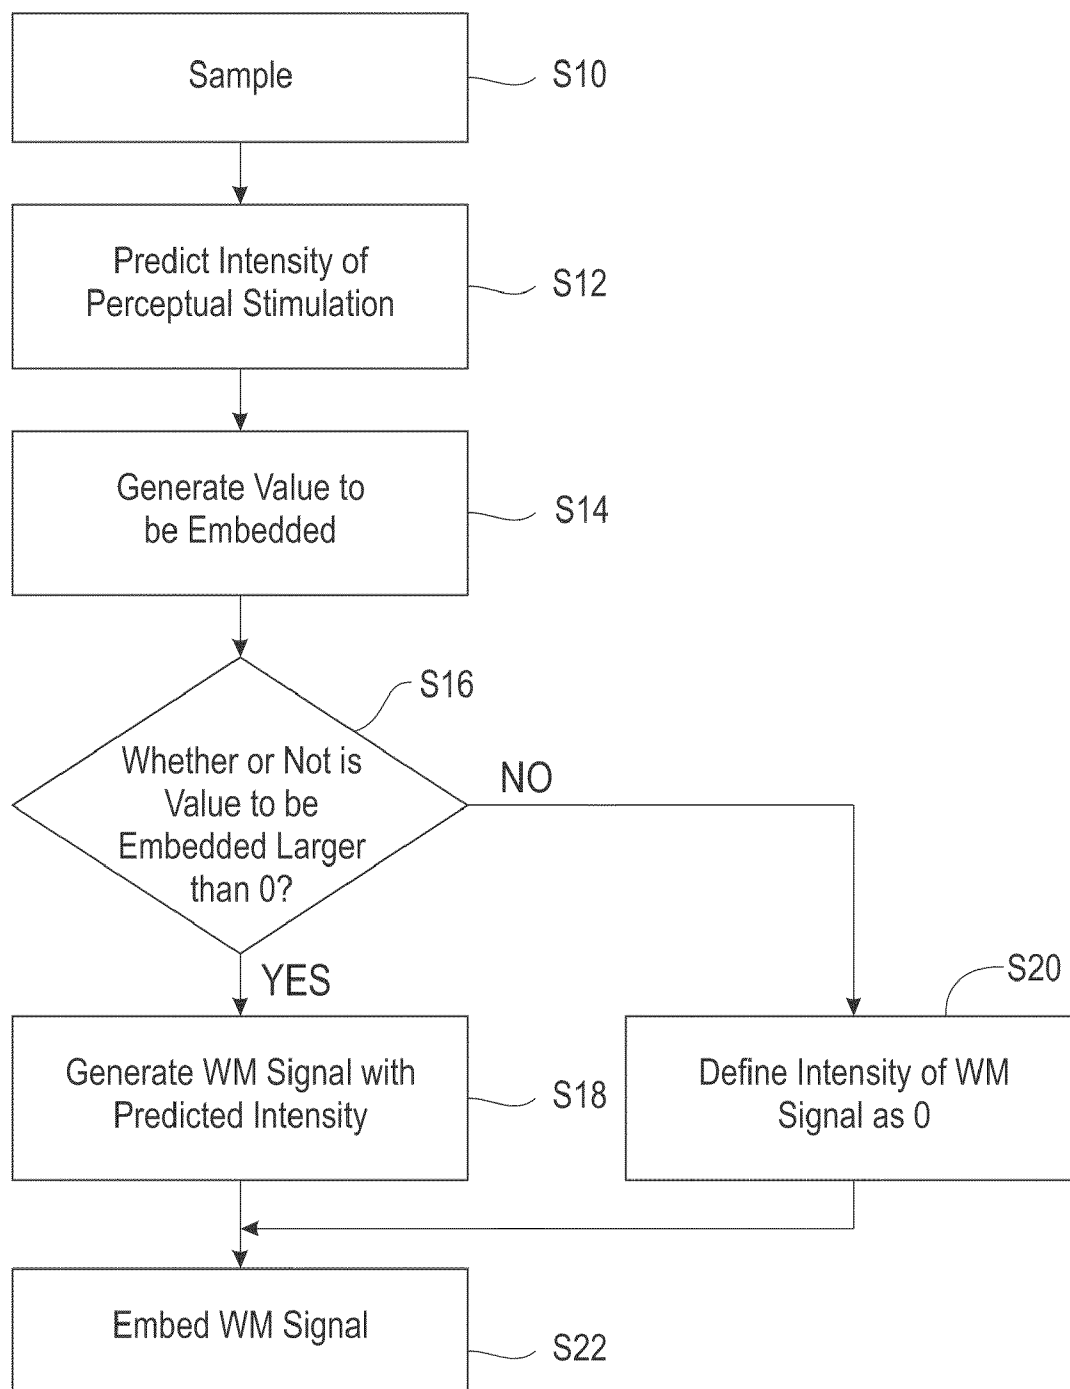 Sample
S10
Predict Intensity of
Perceptual Stimulation
S12
Generate Value to
be Embedded
S14
S16
Whether or Not is
Value to be
Embedded Larger
than 0?
NO
YES
S20
Generate WM Signal with
Predicted Intensity
S18
Define Intensity of WM
Signal as 0
Embed WM Signal
S22